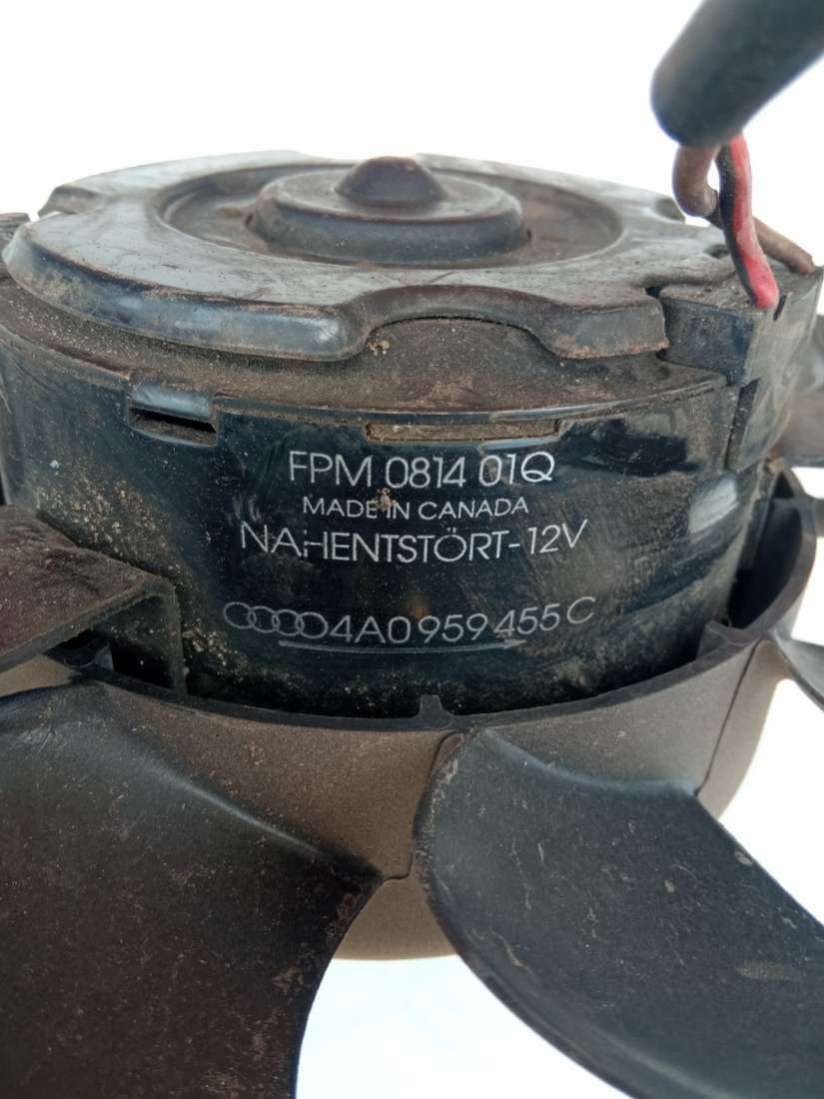 FPM 0814 01Q
MADE IN CANADA
NAHENTSTÖRT-12V
4A0 959 455 C